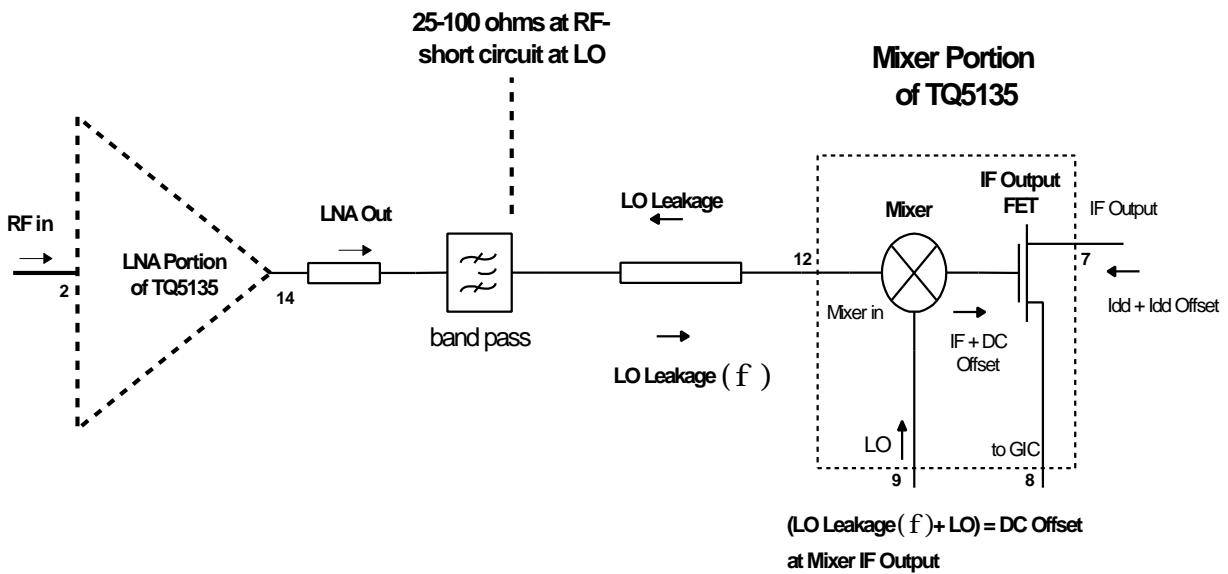 25-100 ohms at RF-
short circuit at LO
Mixer Portion
of TQ5135
RF in
2
LNA Portion
of TQ5135
14
LNA Out
band pass
LO Leakage
LO Leakage (f)
12
Mixer in
Mixer
IF Output
FET
IF + DC
Offset
IF Output
7
Idd + Idd Offset
LO
9
to GIC
8
(LO Leakage (f) + LO) = DC Offset
at Mixer IF Output